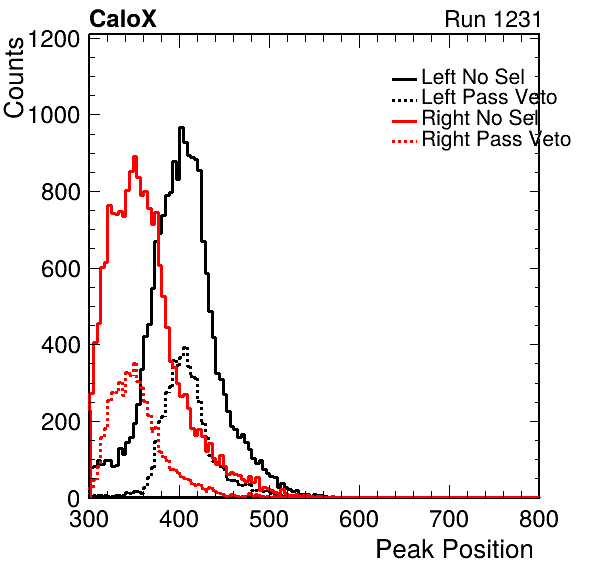 CaloX Run 1231
Counts
1200
1000
800
600
400
200
0
Left No Sel
Left Pass Veto
Right No Sel
Right Pass Veto
300 400 500 600 700 800
Peak Position